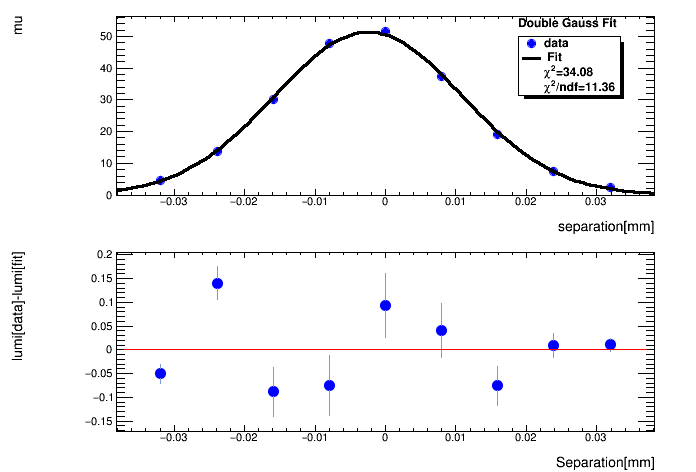 mu
Double Gauss Fit
data
Fit
χ²=34.08
χ²/ndf=11.36
50
40
30
20
10
0
−0.03 −0.02 −0.01 0 0.01 0.02 0.03
separation[mm]
lumi[data]-lumi[fit]
0.2
0.15
0.1
0.05
0
−0.05
−0.1
−0.15
−0.03 −0.02 −0.01 0 0.01 0.02 0.03
Separation[mm]